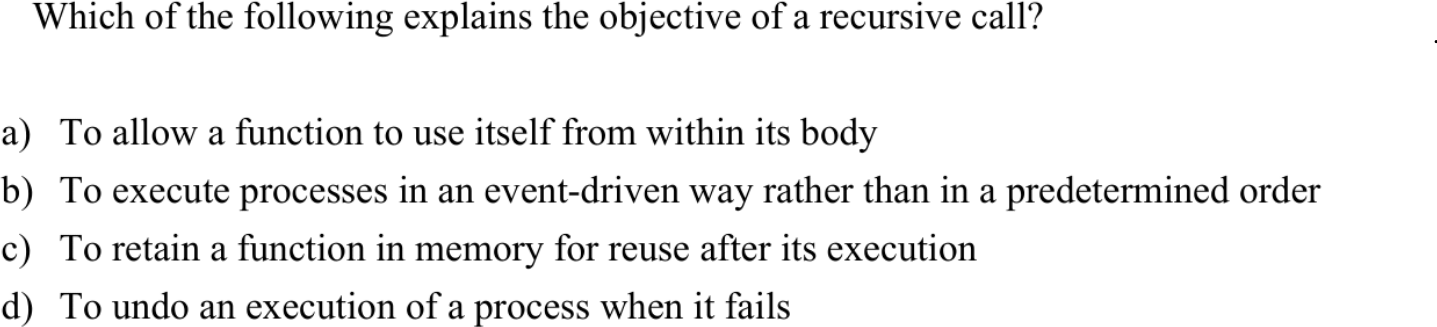 Which of the following explains the objective of a recursive call?
a) To allow a function to use itself from within its body
b) To execute processes in an event-driven way rather than in a predetermined order
c) To retain a function in memory for reuse after its execution
d) To undo an execution of a process when it fails